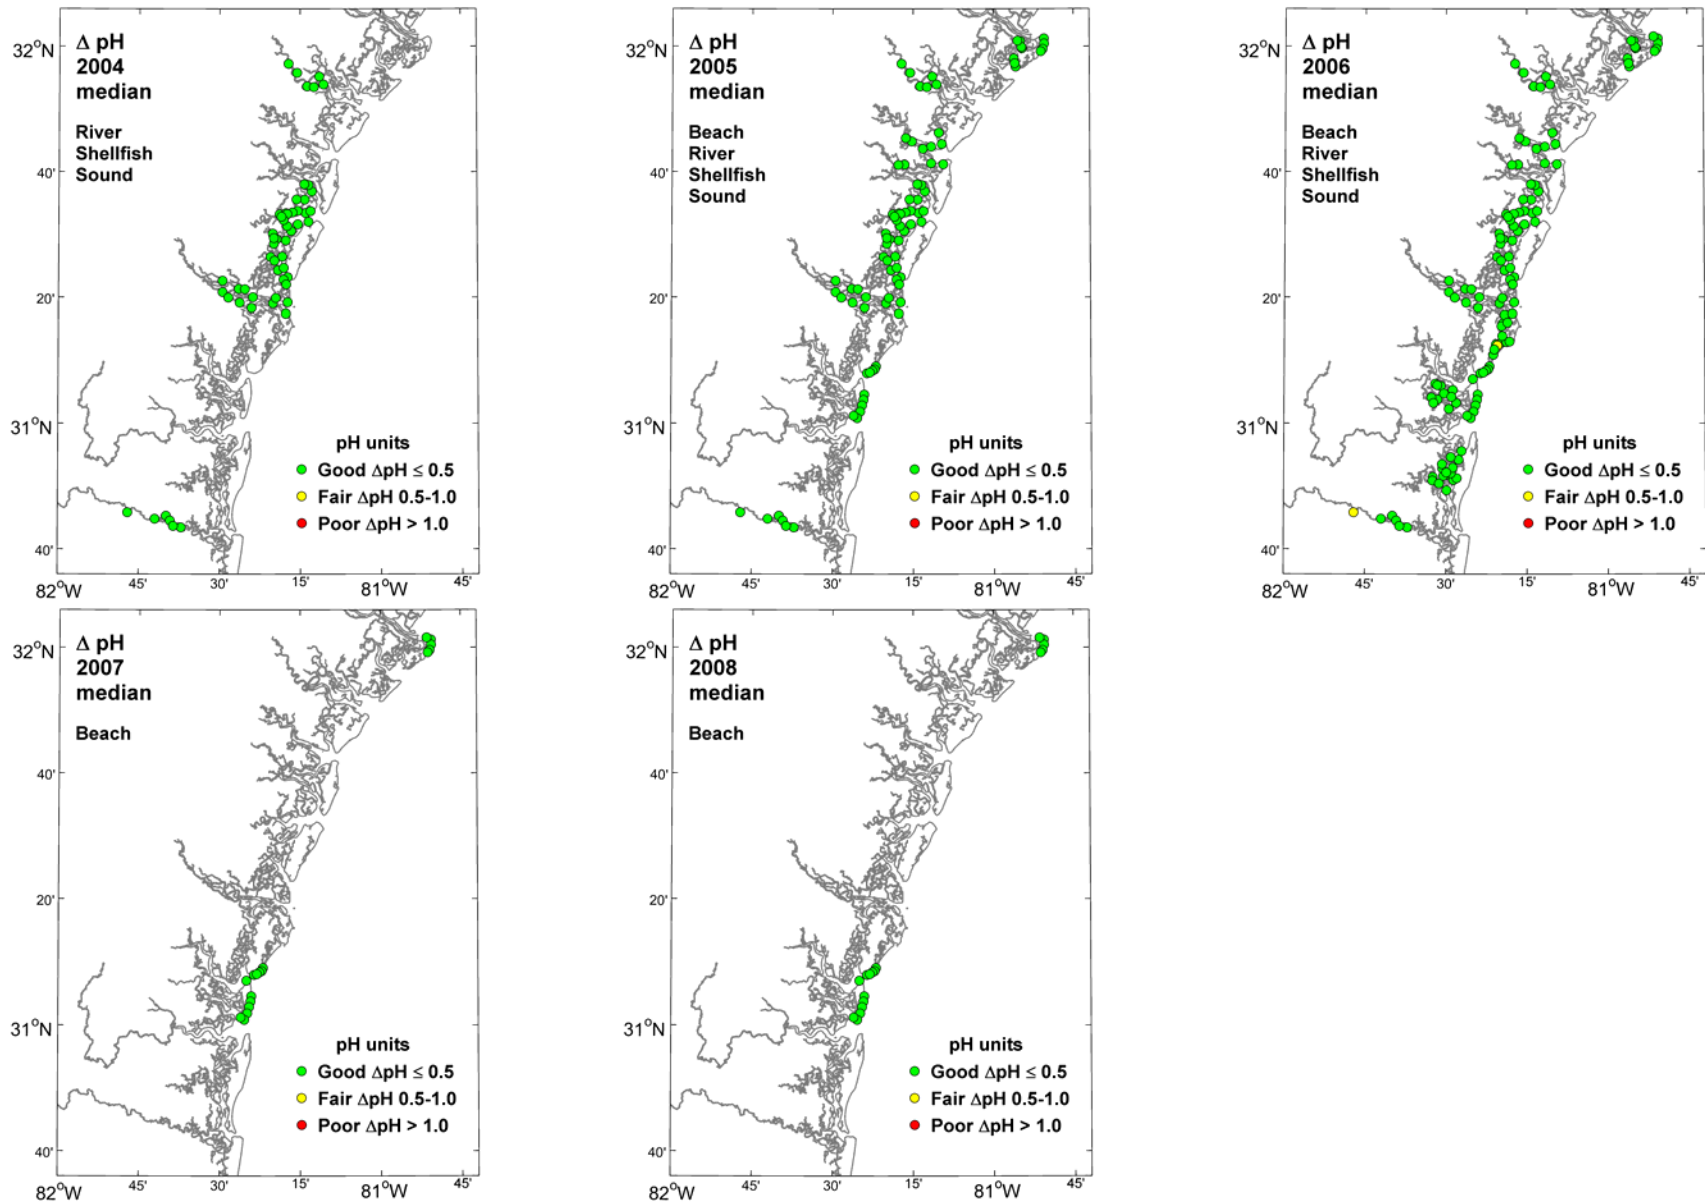 Δ pH
2004
median
River
Shellfish
Sound
32°N
40'
20'
31°N
40'
82°W
45'
30'
15'
81°W
45'
pH units
Good ΔpH ≤ 0.5
Fair ΔpH 0.5-1.0
Poor ΔpH > 1.0
Δ pH
2005
median
Beach
River
Shellfish
Sound
32°N
40'
20'
31°N
40'
82°W
45'
30'
15'
81°W
45'
pH units
Good ΔpH ≤ 0.5
Fair ΔpH 0.5-1.0
Poor ΔpH > 1.0
Δ pH
2006
median
Beach
River
Shellfish
Sound
32°N
40'
20'
31°N
40'
82°W
45'
30'
15'
81°W
45'
pH units
Good ΔpH ≤ 0.5
Fair ΔpH 0.5-1.0
Poor ΔpH > 1.0
Δ pH
2007
median
Beach
32°N
40'
20'
31°N
40'
82°W
45'
30'
15'
81°W
45'
pH units
Good ΔpH ≤ 0.5
Fair ΔpH 0.5-1.0
Poor ΔpH > 1.0
Δ pH
2008
median
Beach
32°N
40'
20'
31°N
40'
82°W
45'
30'
15'
81°W
45'
pH units
Good ΔpH ≤ 0.5
Fair ΔpH 0.5-1.0
Poor ΔpH > 1.0